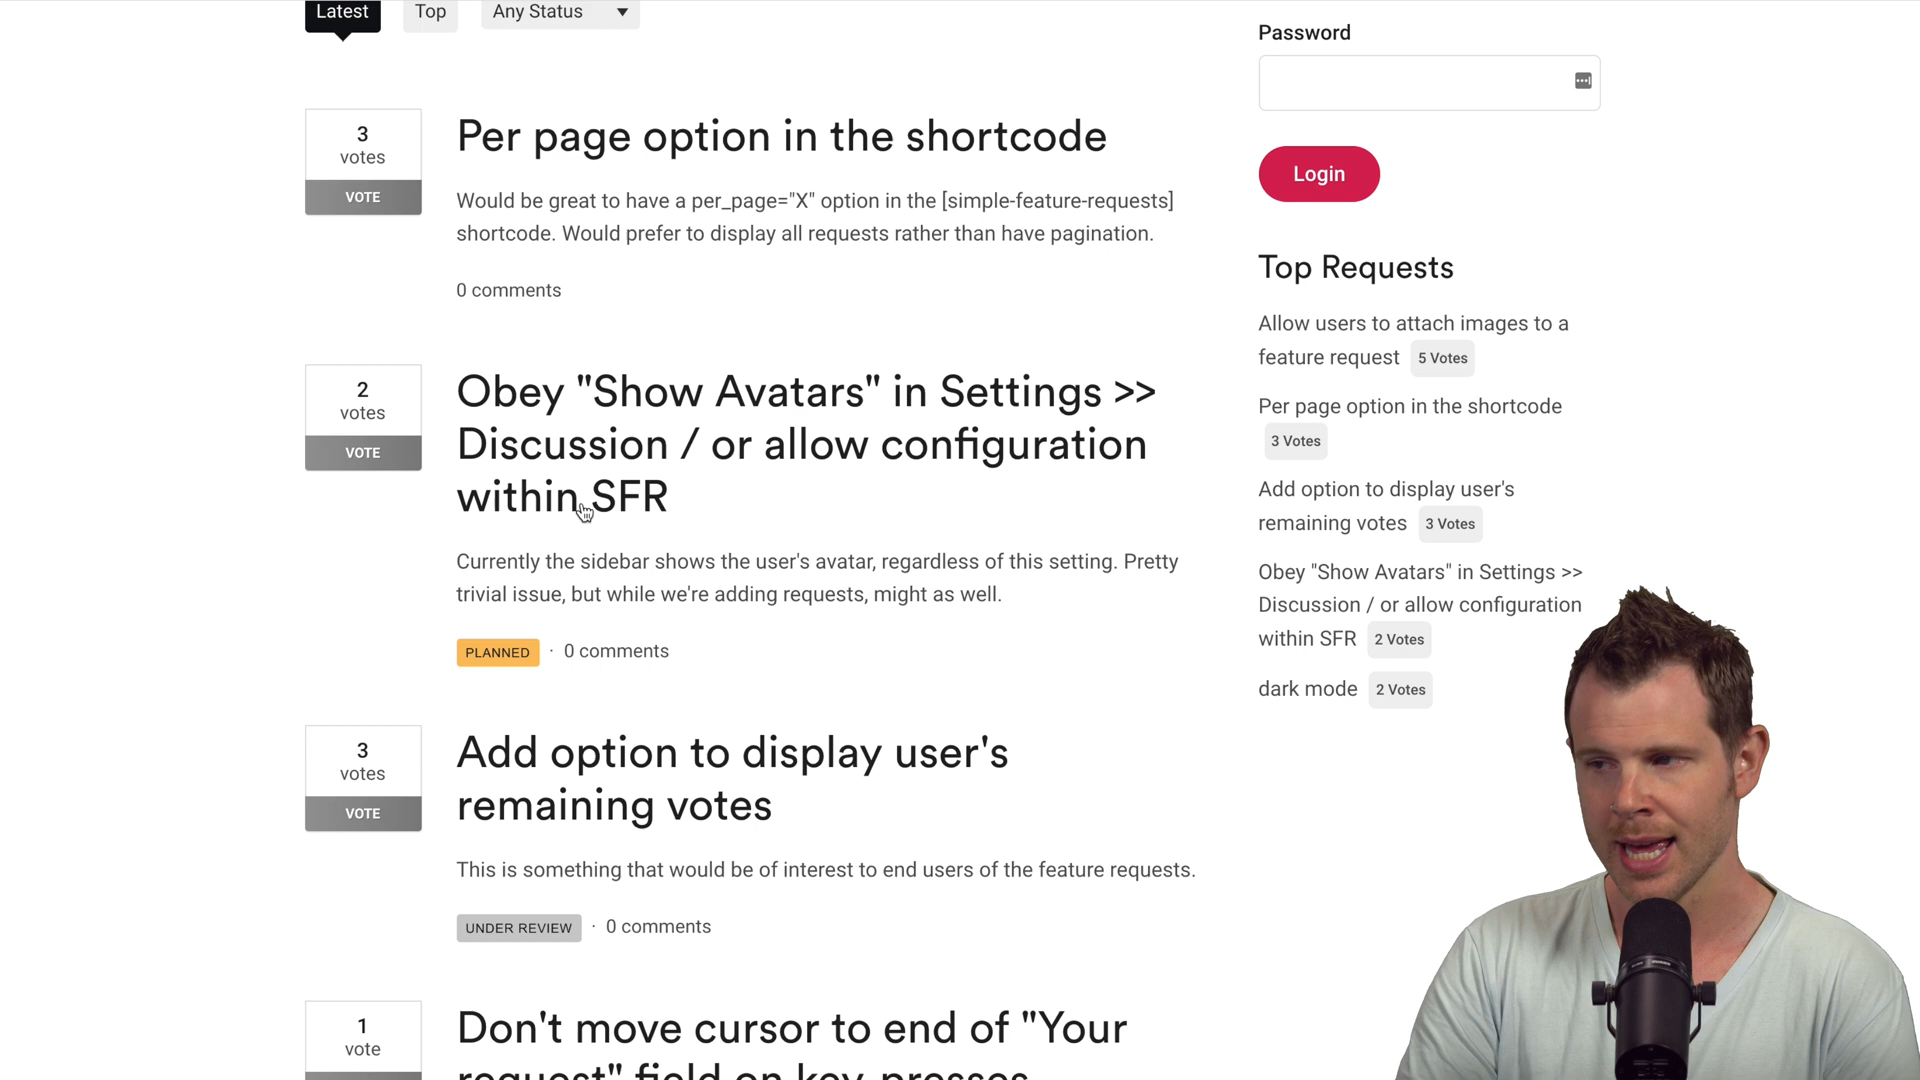 Latest
Top
Any Status
3
votes
VOTE
Per page option in the shortcode
Would be great to have a per_page="X" option in the [simple-feature-requests]
shortcode. Would prefer to display all requests rather than have pagination.
0 comments
2
votes
VOTE
Obey "Show Avatars" in Settings >>
Discussion / or allow configuration
within SFR
Currently the sidebar shows the user's avatar, regardless of this setting. Pretty
trivial issue, but while we're adding requests, might as well.
PLANNED · 0 comments
3
votes
VOTE
Add option to display user's
remaining votes
This is something that would be of interest to end users of the feature requests.
UNDER REVIEW · 0 comments
1
vote
Don't move cursor to end of "Your
request" field on key-presses
Password
Login
Top Requests
Allow users to attach images to a
feature request 5 Votes
Per page option in the shortcode
3 Votes
Add option to display user's
remaining votes 3 Votes
Obey "Show Avatars" in Settings >>
Discussion / or allow configuration
within SFR 2 Votes
dark mode 2 Votes